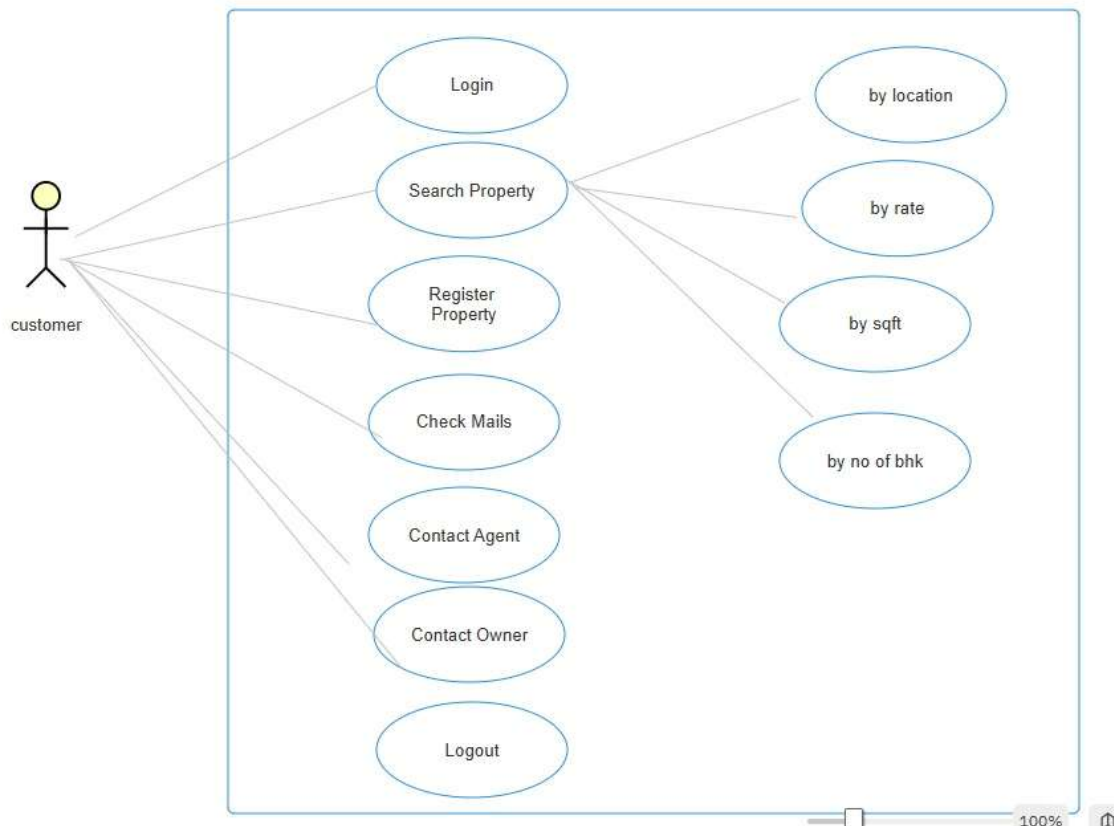 Login
by location
Search Property
by rate
Register
Property
customer
by sqft
Check Mails
by no of bhk
Contact Agent
Contact Owner
Logout
100%